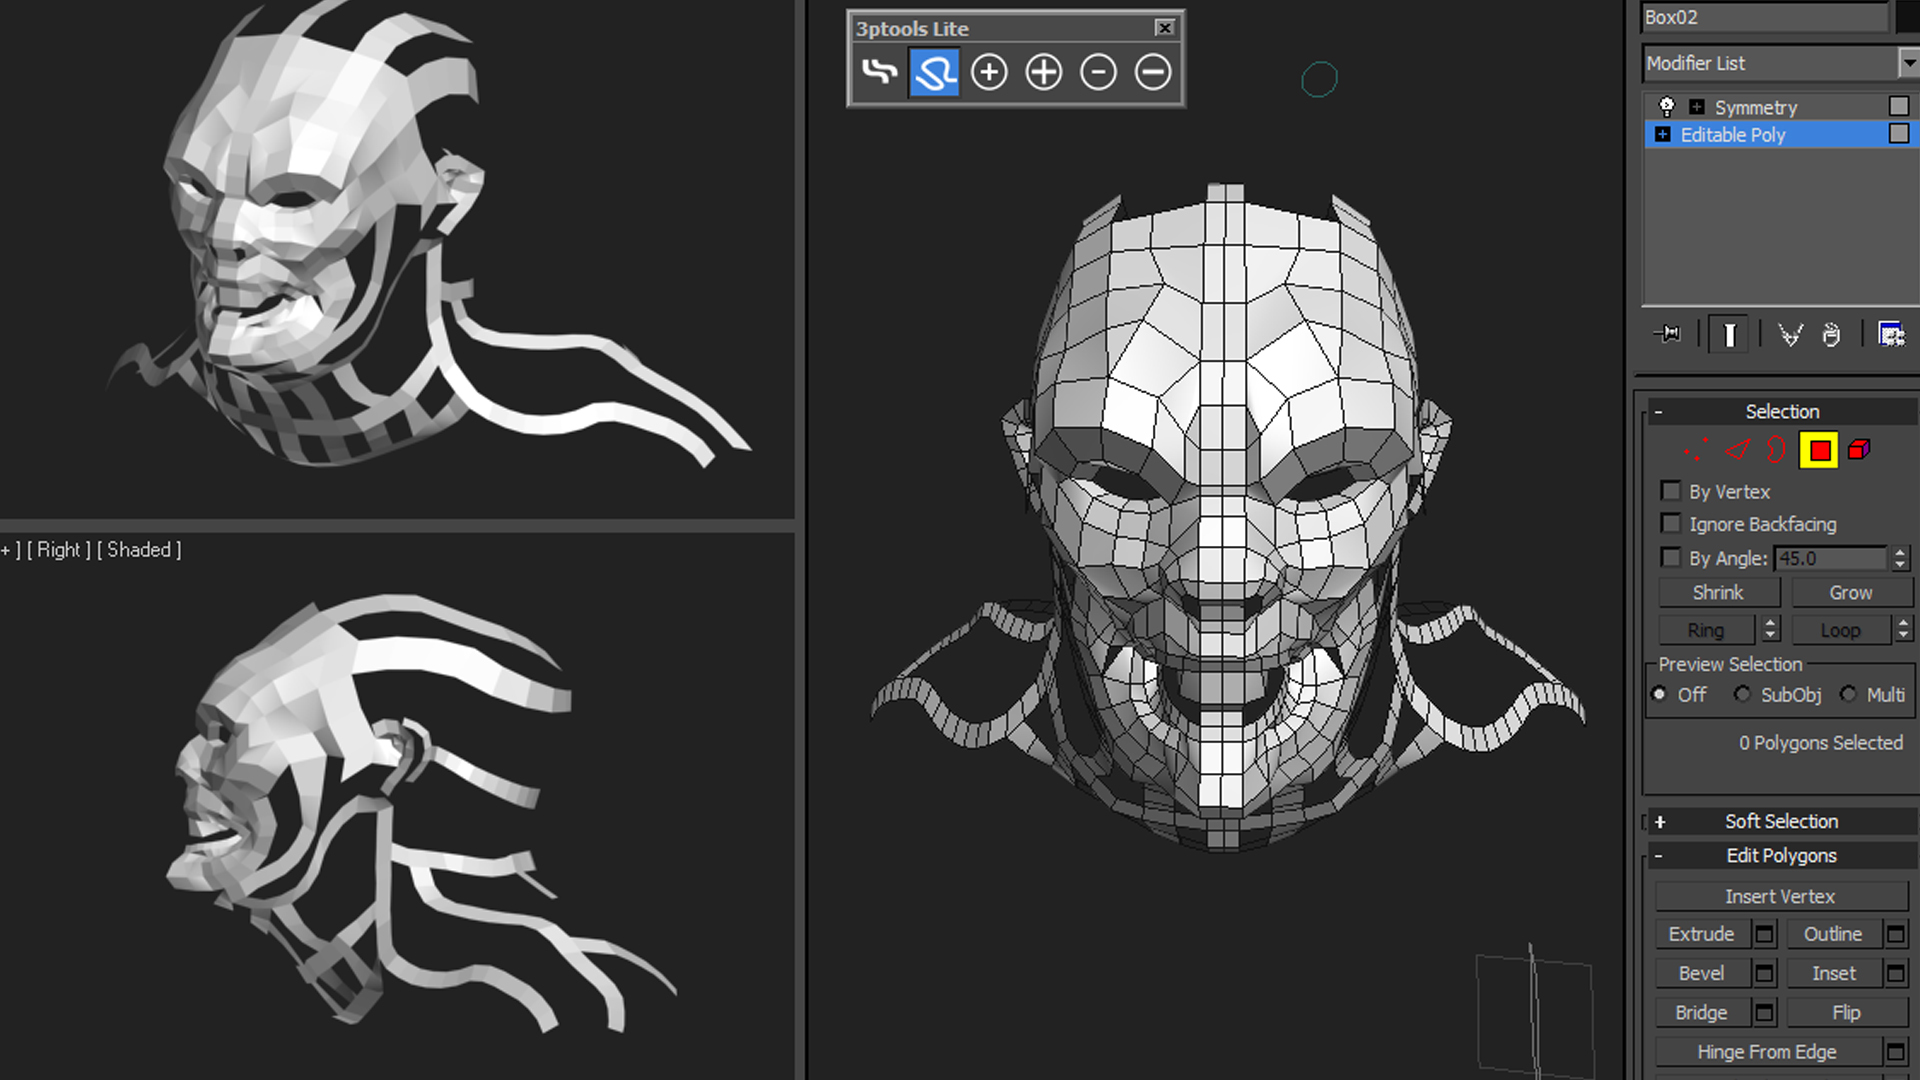 + ] [ Right ] [ Shaded ]
3ptools Lite
Box02
Modifier List
Symmetry
Editable Poly
- Selection
By Vertex
Ignore Backfacing
By Angle: 45.0
Shrink Grow
Ring Loop
Preview Selection
Off SubObj Multi
0 Polygons Selected
+ Soft Selection
- Edit Polygons
Insert Vertex
Extrude Outline
Bevel Inset
Bridge Flip
Hinge From Edge